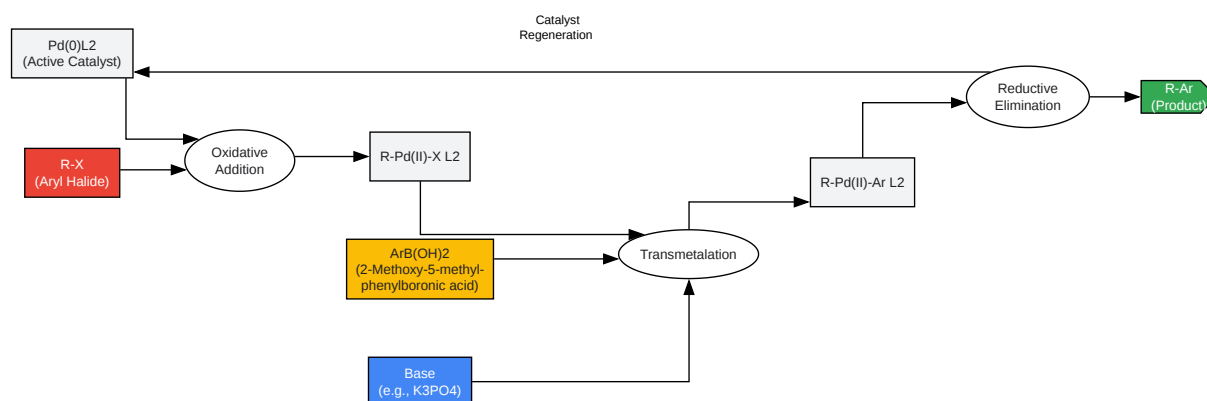 Catalyst
Regeneration
Pd(0)L2
(Active Catalyst)
R-X
(Aryl Halide)
Oxidative
Addition
R-Pd(II)-X L2
ArB(OH)2
(2-Methoxy-5-methyl-
phenylboronic acid)
Base
(e.g., K3PO4)
Transmetalation
R-Pd(II)-Ar L2
Reductive
Elimination
R-Ar
(Product)